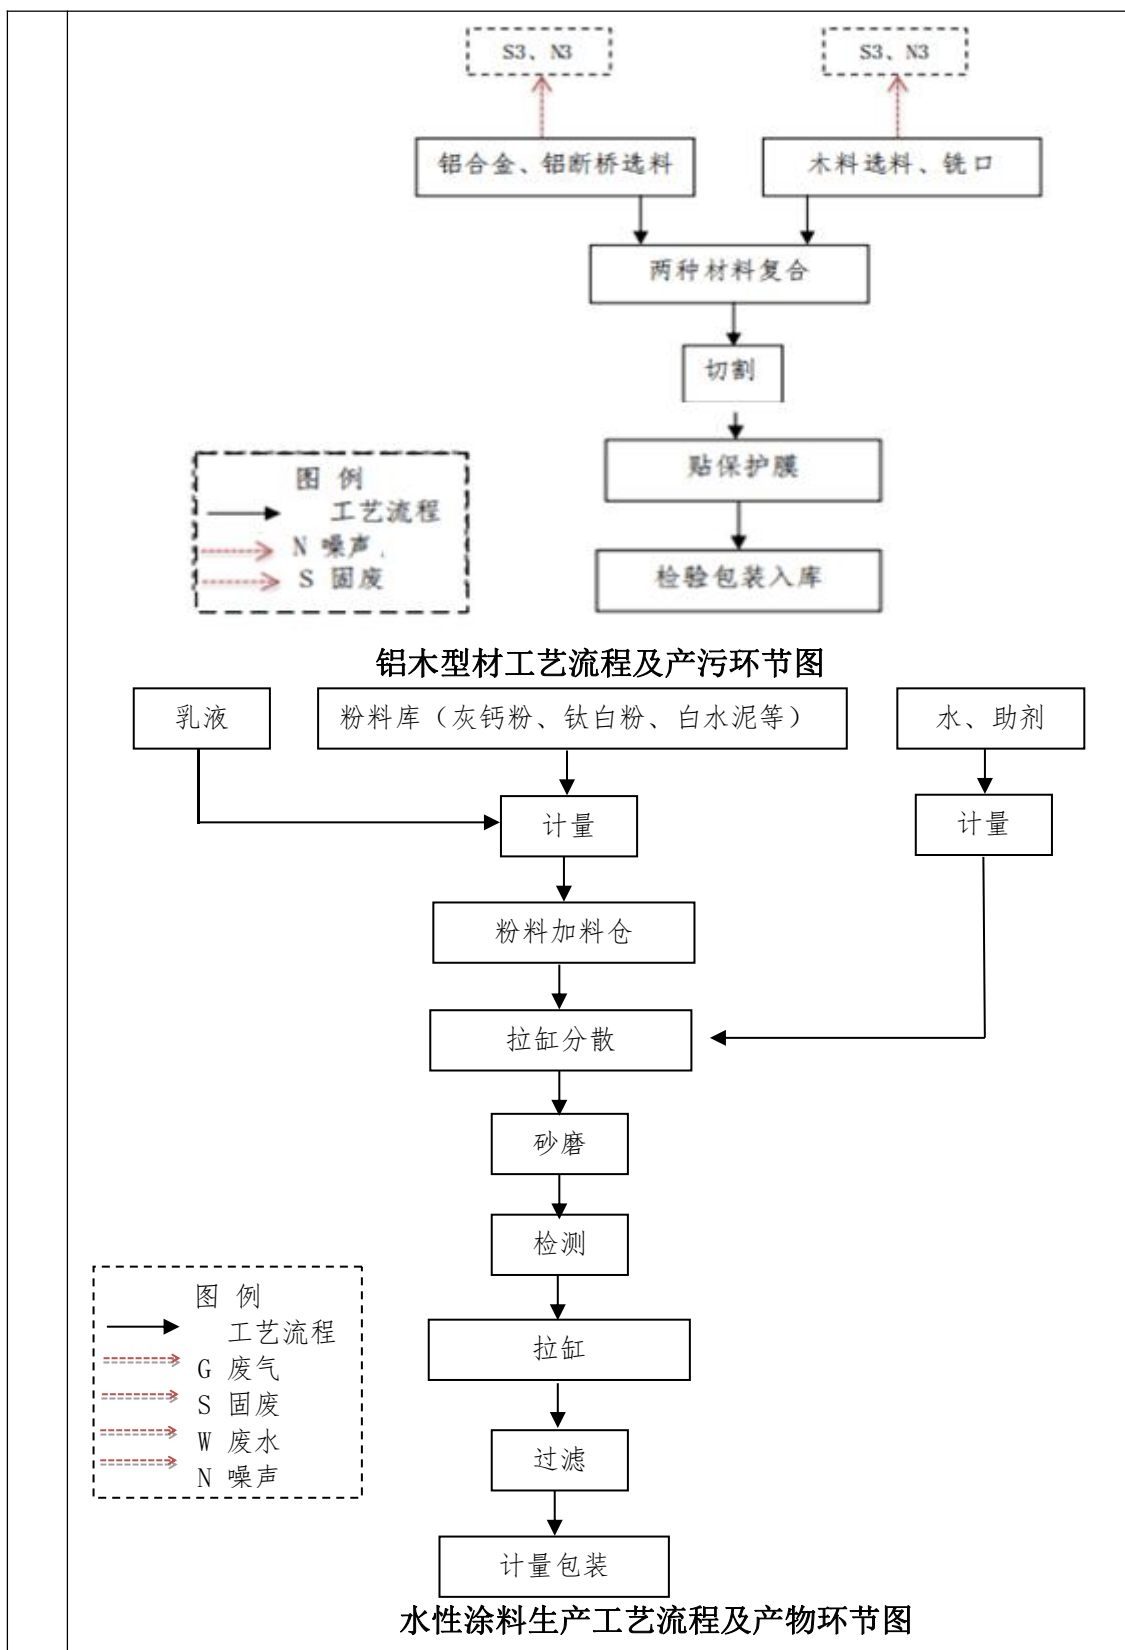 S3、N3
S3、N3
铝合金、铝断桥选料
木料选料、铣口
两种材料复合
切割
贴保护膜
检验包装入库
图 例
工艺流程
N 噪声
S 固废
铝木型材工艺流程及产污环节图
乳液
粉料库（灰钙粉、钛白粉、白水泥等）
水、助剂
计量
计量
粉料加料仓
拉缸分散
砂磨
检测
拉缸
过滤
计量包装
图 例
工艺流程
G 废气
S 固废
W 废水
N 噪声
水性涂料生产工艺流程及产物环节图